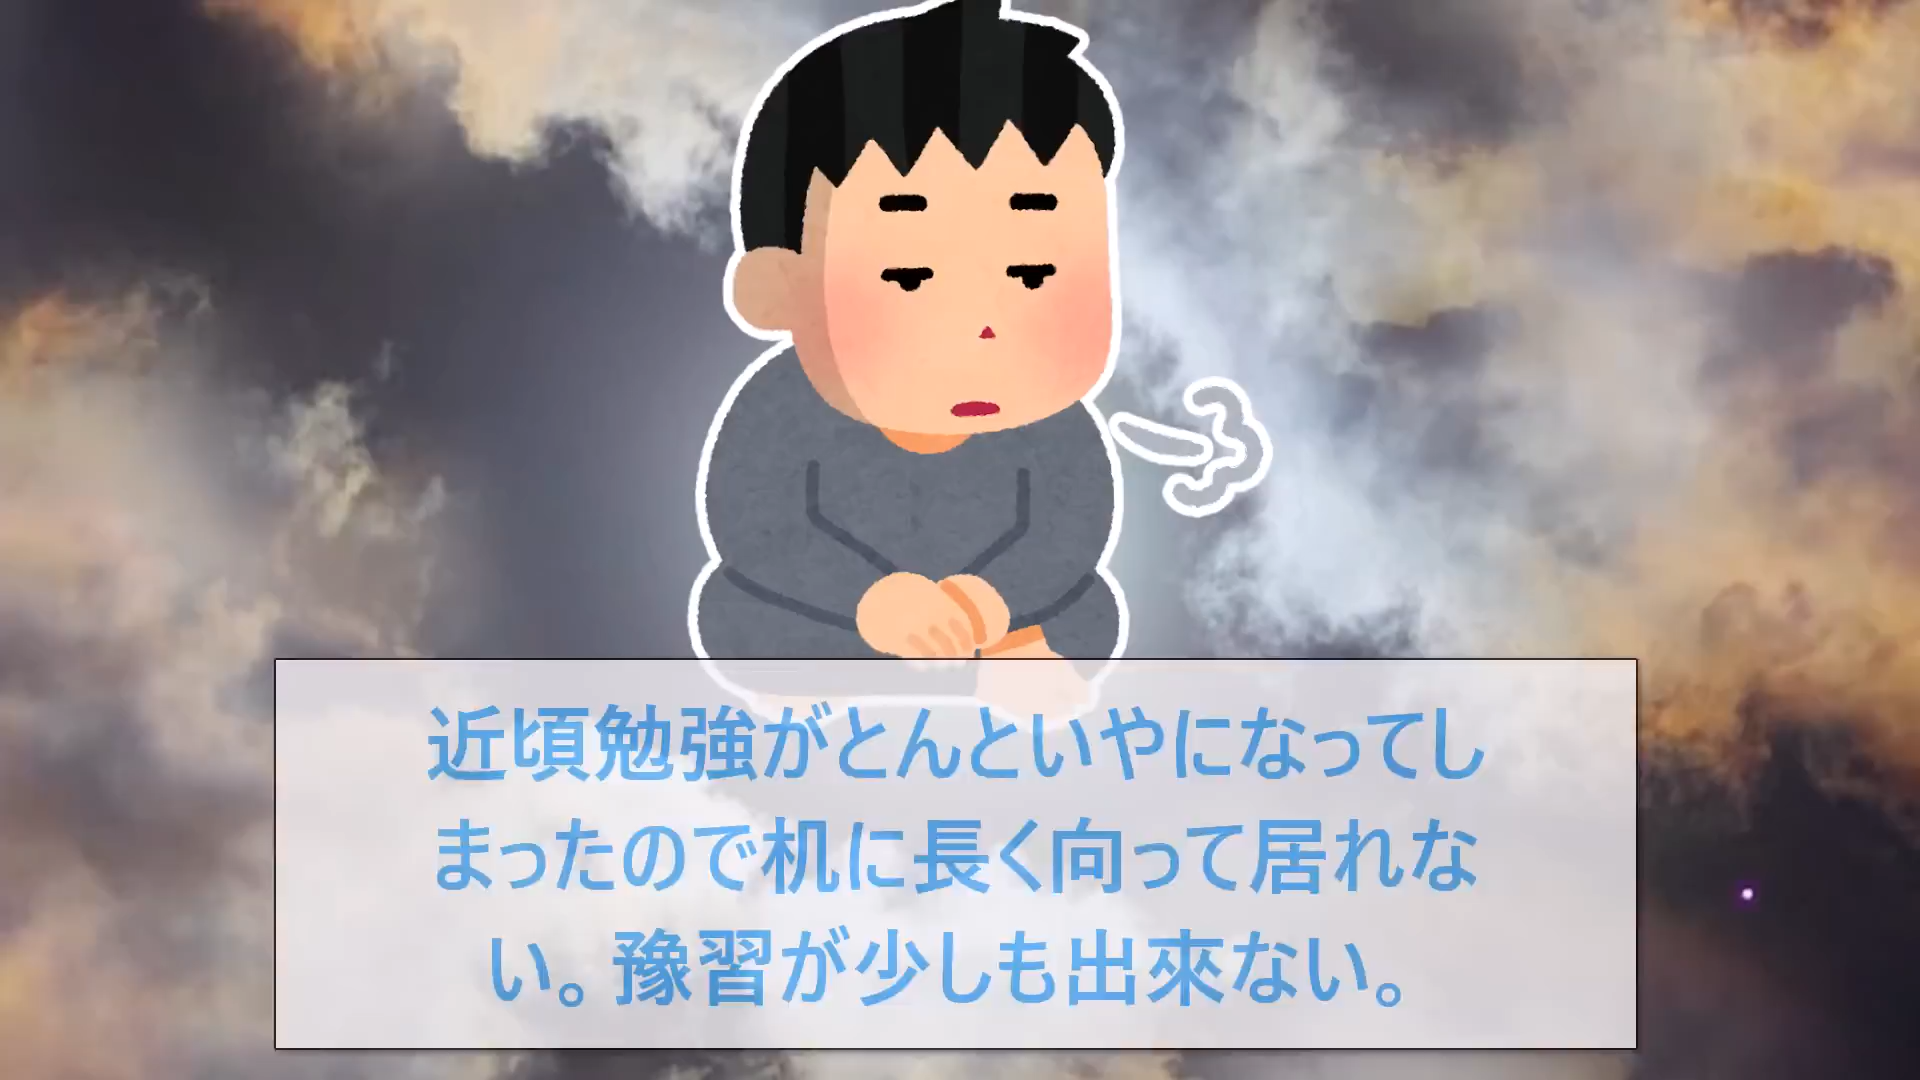 近頃勉強がとんといやになってし
まったので机に長く向って居れな
い。豫習が少しも出來ない。